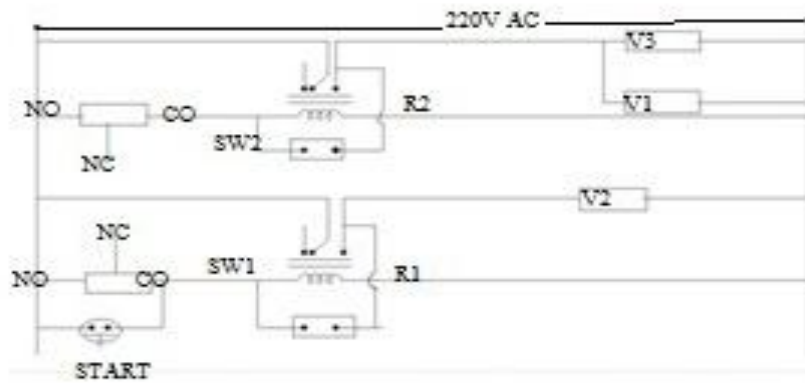 220V AC
V3
NO CO R2 V1
SW2
NC
V2
NC
NO CO SW1 R1
START